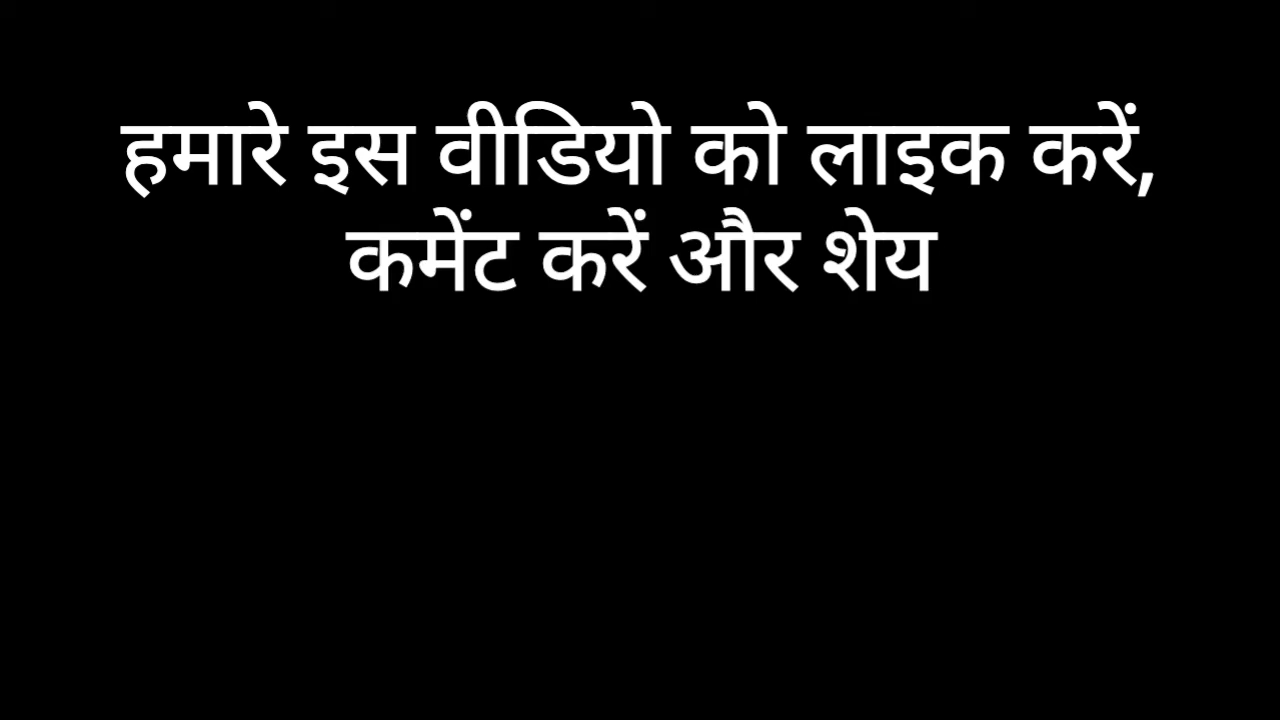 हमारे इस वीडियो को लाइक करें,
कमेंट करें और शेय